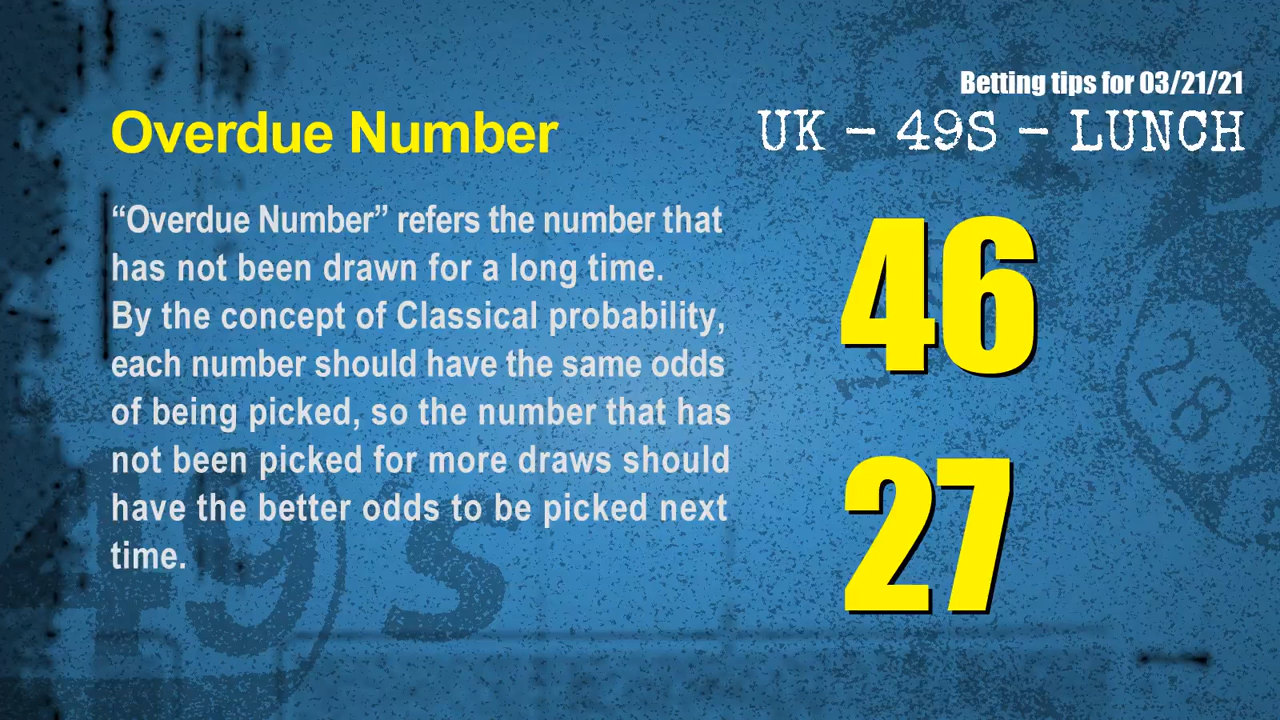 Betting tips for 03/21/21
UK - 49S - LUNCH
Overdue Number
“Overdue Number” refers the number that
has not been drawn for a long time.
By the concept of Classical probability,
each number should have the same odds
of being picked, so the number that has
not been picked for more draws should
have the better odds to be picked next
time.
46
27
28
49's